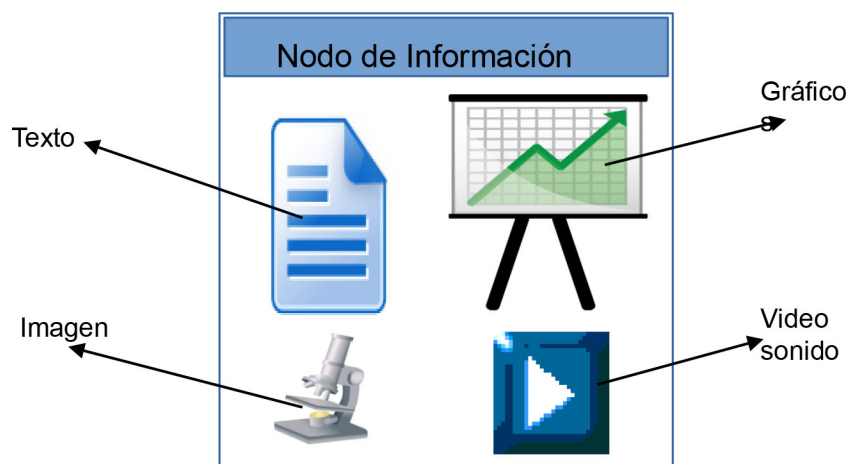 Nodo de Información
Gráfico
s
Texto
Imagen
Video
sonido